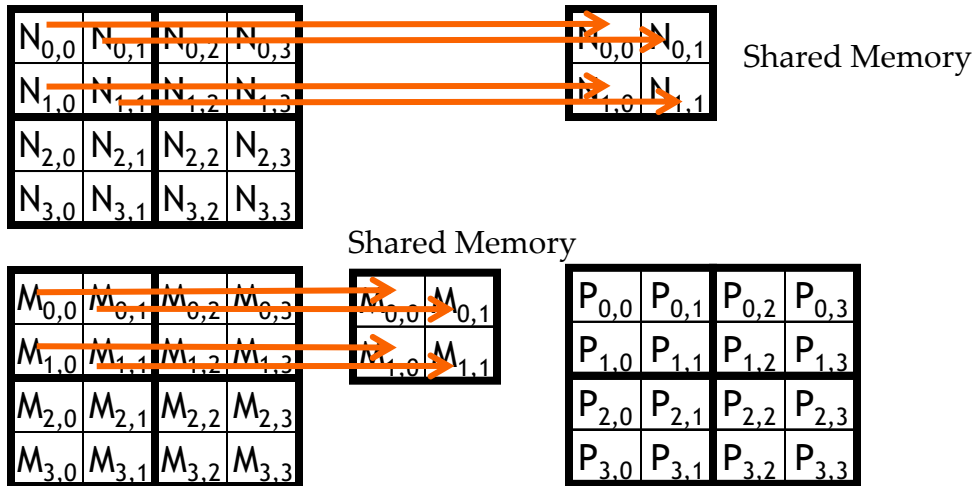 N0,0 N0,1 N0,2 N0,3 N0,0 N0,1
Shared Memory
N1,0 N1,1 N1,2 N1,3 N1,0 N1,1
N2,0 N2,1 N2,2 N2,3
N3,0 N3,1 N3,2 N3,3
Shared Memory
M0,0 M0,1 M0,2 M0,3 M0,0 M0,1 P0,0 P0,1 P0,2 P0,3
M1,0 M1,1 M1,2 M1,3 M1,0 M1,1 P1,0 P1,1 P1,2 P1,3
M2,0 M2,1 M2,2 M2,3 P2,0 P2,1 P2,2 P2,3
M3,0 M3,1 M3,2 M3,3 P3,0 P3,1 P3,2 P3,3